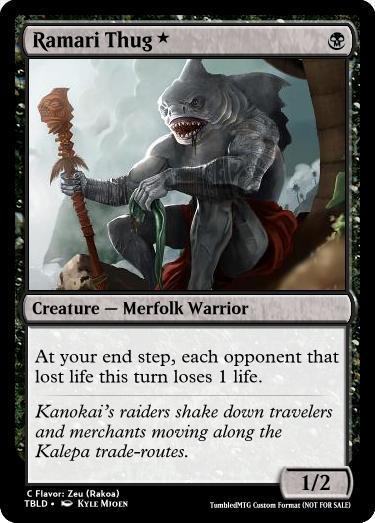 Ramari Thug★
Creature — Merfolk Warrior
At your end step, each opponent that
lost life this turn loses 1 life.
Kanokai's raiders shake down travelers
and merchants moving along the
Kalepa trade-routes.
1/2
C Flavor: Zeu (Rakoa)
TBLD • Kyle Mioen
TumbledMTG Custom Format (NOT FOR SALE)